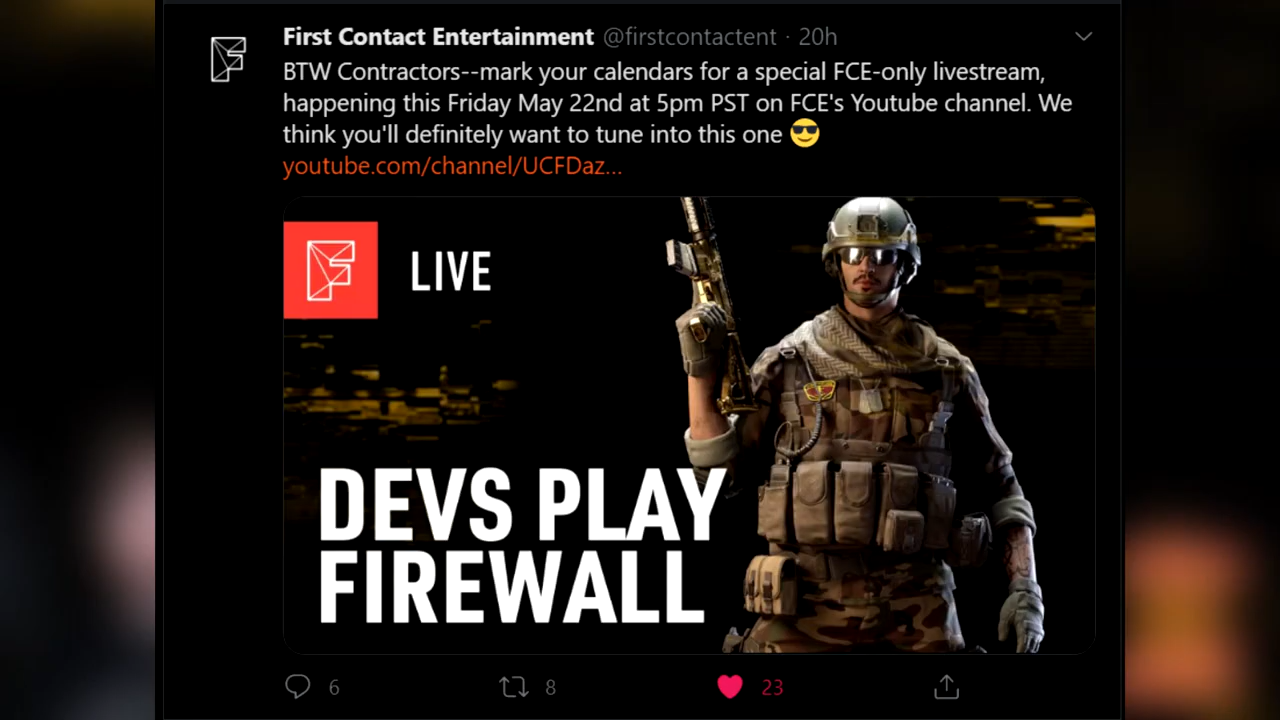 First Contact Entertainment @firstcontactent · 20h
BTW Contractors--mark your calendars for a special FCE-only livestream,
happening this Friday May 22nd at 5pm PST on FCE's Youtube channel. We
think you'll definitely want to tune into this one 😎
youtube.com/channel/UCFDaz...
LIVE
DEVS PLAY
FIREWALL
6 8 23